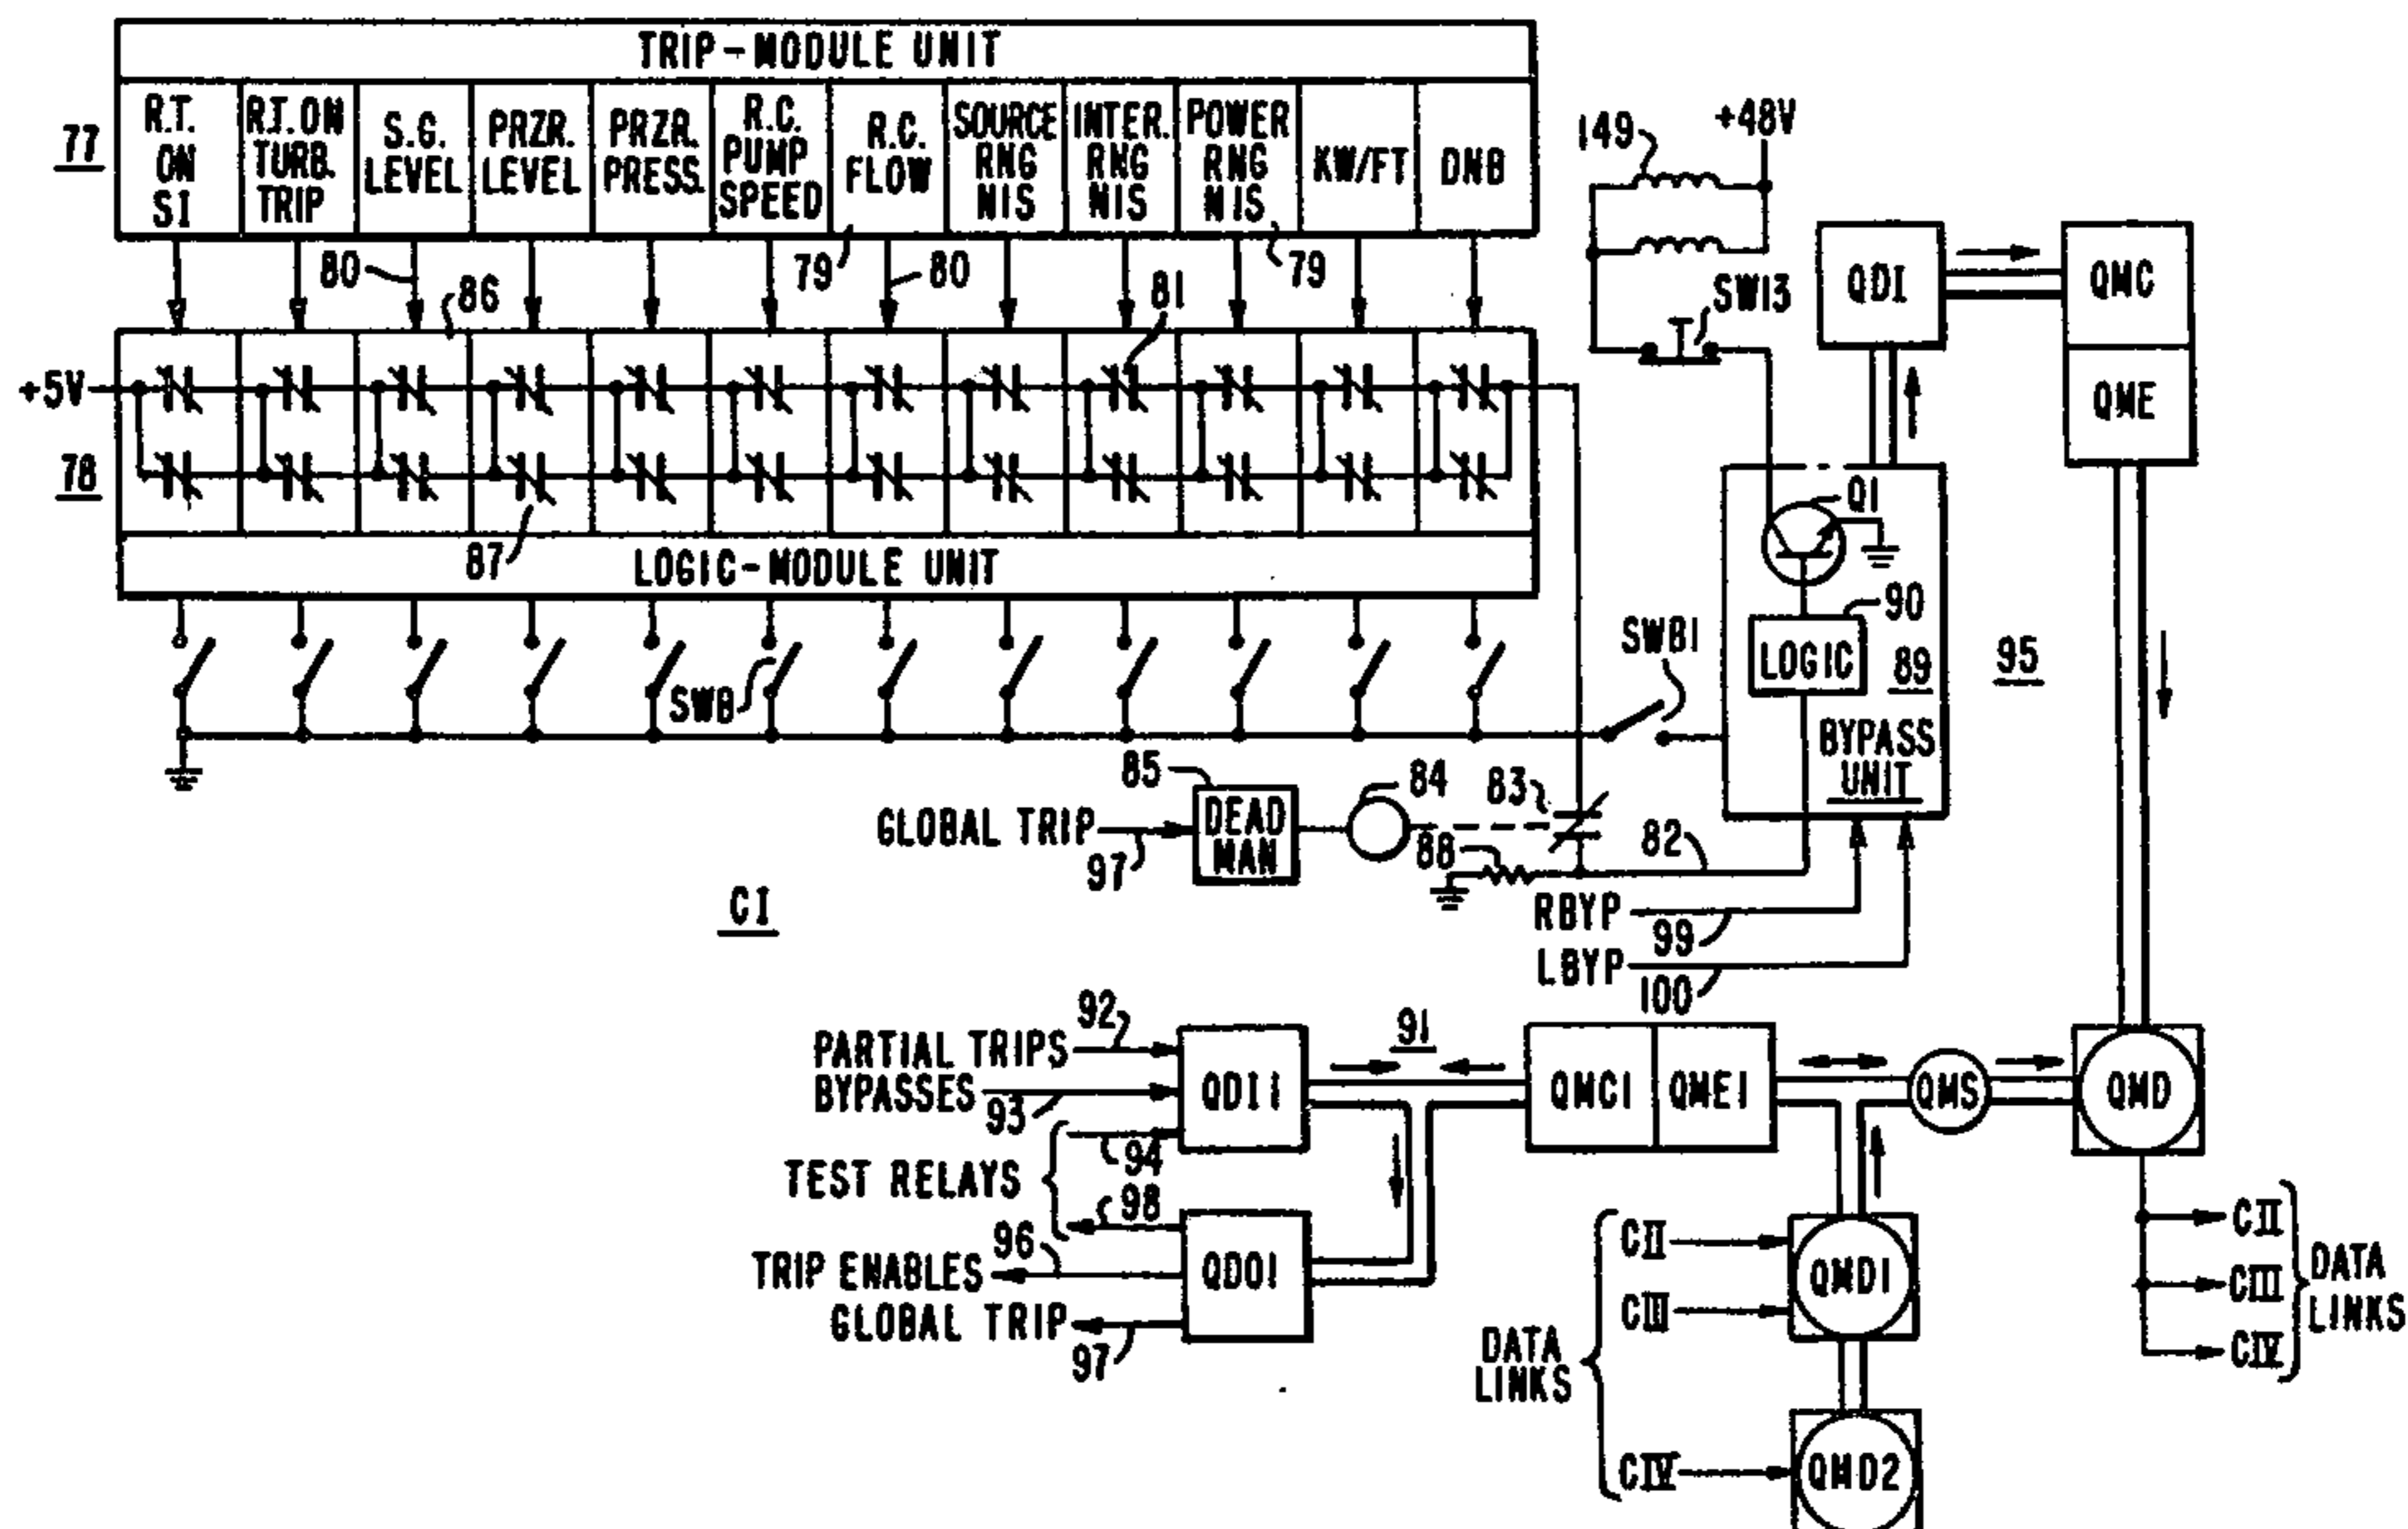 TRIP-MODULE UNIT
77
R.T.
ON
SI
R.T. ON
TURB.
TRIP
S.G.
LEVEL
PRZR.
LEVEL
PRZR.
PRESS.
R.C.
PUMP
SPEED
R.C.
FLOW
SOURCE
RNG
NIS
INTER.
RNG
NIS
POWER
RNG
NIS
KW/FT
DNB
80
86
79
80
81
79
149
+48V
SW13
QDI
QMC
QME
+5V
78
87
LOGIC-MODULE UNIT
Q1
90
LOGIC
89
BYPASS
UNIT
95
SWB
SWB1
85
84
83
GLOBAL TRIP
97
DEAD
MAN
88
82
CI
RBYP
99
LBYP
100
92
PARTIAL TRIPS
BYPASSES
93
QDI1
91
QMC1
QME1
QMS
QMD
94
TEST RELAYS
98
96
TRIP ENABLES
GLOBAL TRIP
97
QDO1
CII
CIII
DATA
LINKS
CIV
QMD1
QMD2
CII
CIII
CIV
DATA
LINKS